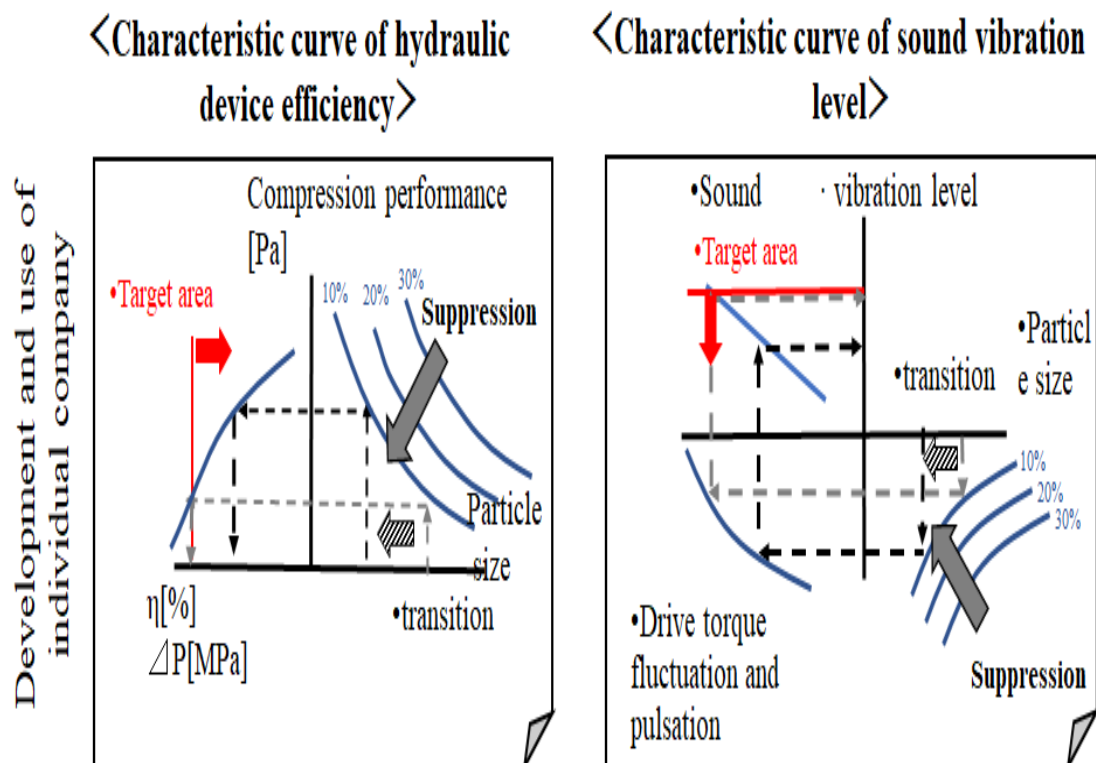 <Characteristic curve of hydraulic
device efficiency>
<Characteristic curve of sound vibration
level>
Development and use of
individual company
Compression performance
[Pa]
•Target area
10%
20%
30%
Suppression
Particle
size
•transition
η[%]
⊿P[MPa]
•Sound ・vibration level
•Target area
•Particl
e size
•transition
10%
20%
30%
•Drive torque
fluctuation and
pulsation
Suppression